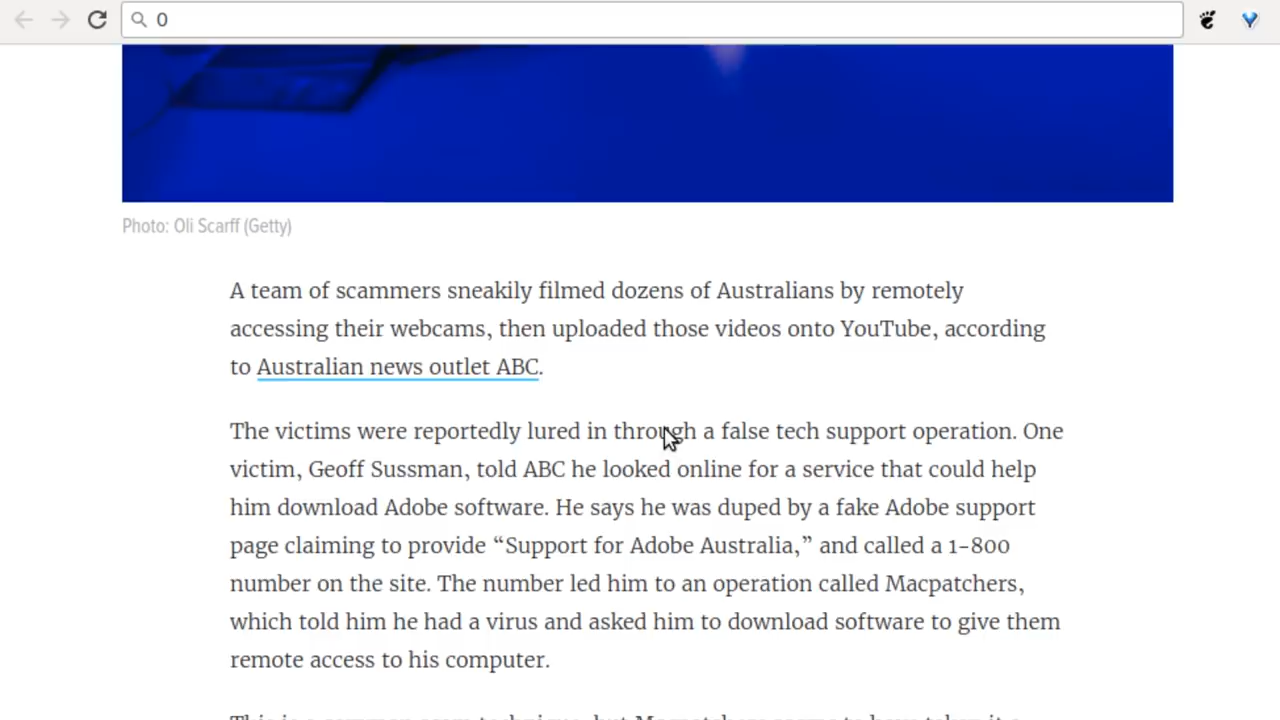 0
Photo: Oli Scarff (Getty)
A team of scammers sneakily filmed dozens of Australians by remotely
accessing their webcams, then uploaded those videos onto YouTube, according
to Australian news outlet ABC.
The victims were reportedly lured in through a false tech support operation. One
victim, Geoff Sussman, told ABC he looked online for a service that could help
him download Adobe software. He says he was duped by a fake Adobe support
page claiming to provide “Support for Adobe Australia,” and called a 1-800
number on the site. The number led him to an operation called Macpatchers,
which told him he had a virus and asked him to download software to give them
remote access to his computer.